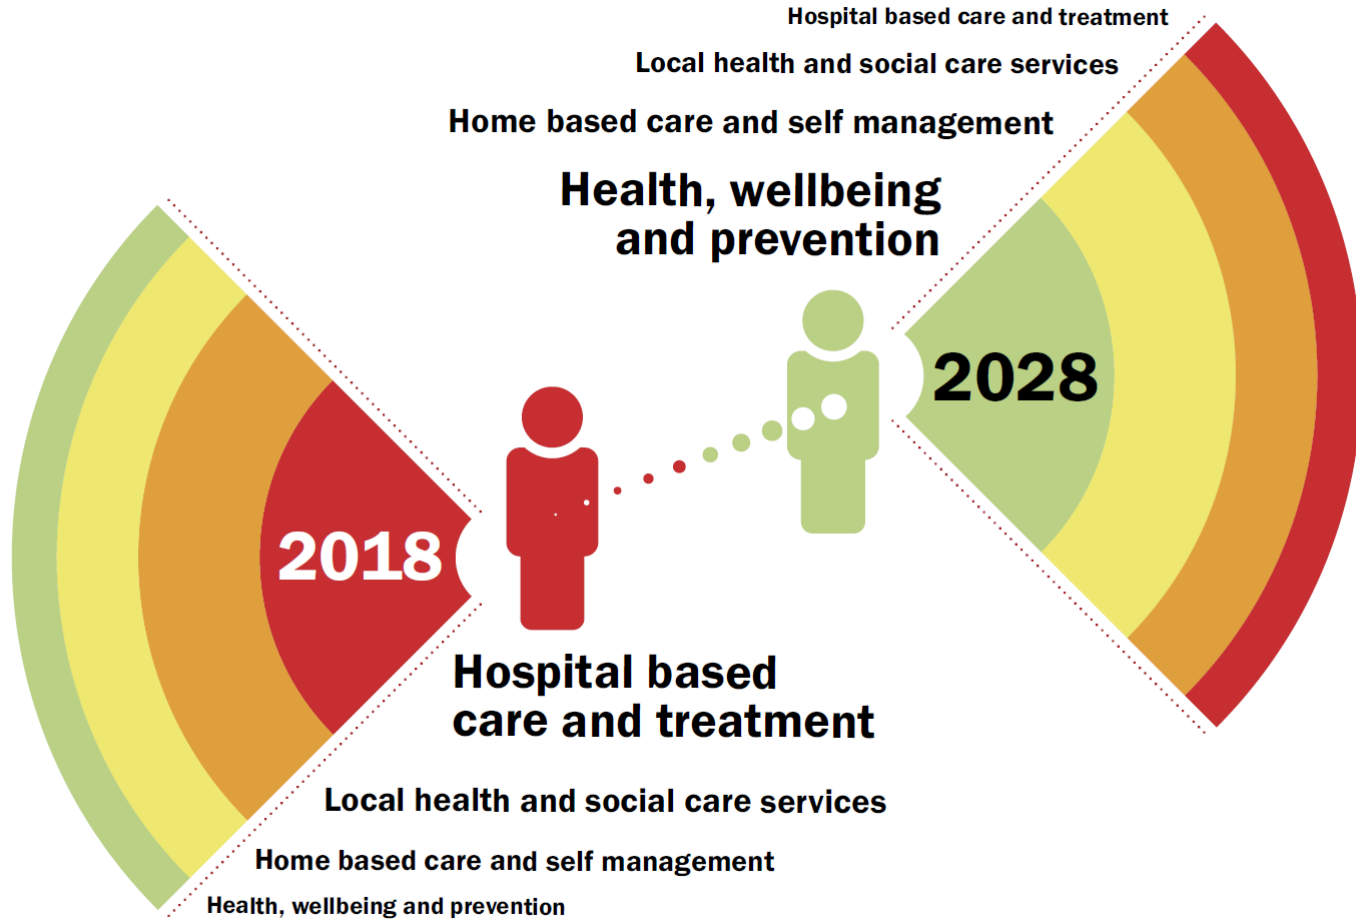 Hospital based care and treatment
Local health and social care services
Home based care and self management
Health, wellbeing
and prevention
2028
2018
Hospital based
care and treatment
Local health and social care services
Home based care and self management
Health, wellbeing and prevention